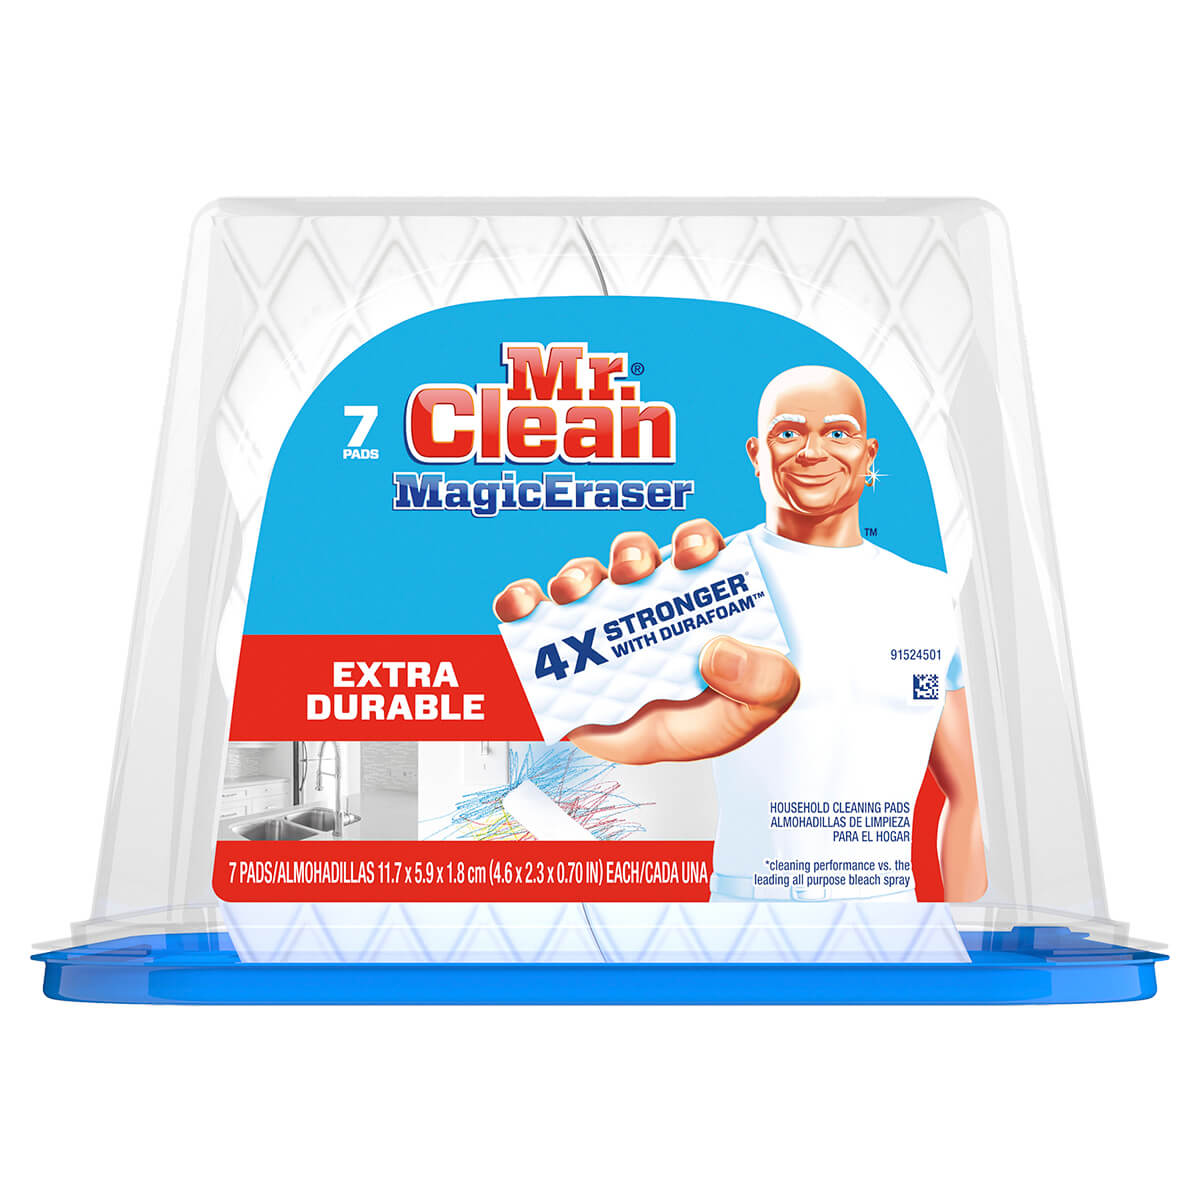 7
PADS
Mr.®
Clean
MagicEraser
™
4X STRONGER*
WITH DURAFOAM™
EXTRA
DURABLE
91524501
HOUSEHOLD CLEANING PADS
ALMOHADILLAS DE LIMPIEZA
PARA EL HOGAR
*cleaning performance vs. the
leading all purpose bleach spray
7 PADS/ALMOHADILLAS 11.7 x 5.9 x 1.8 cm (4.6 x 2.3 x 0.70 IN) EACH/CADA UNA